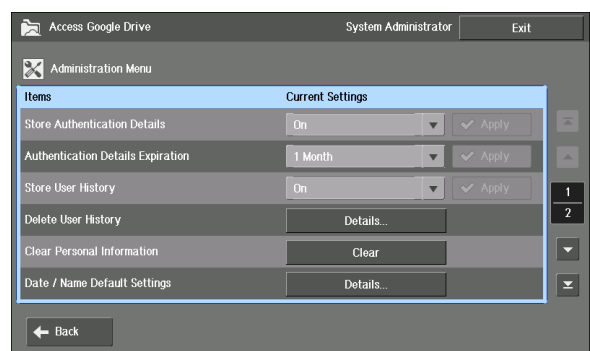 Access Google Drive System Administrator Exit
Administration Menu
Items Current Settings
Store Authentication Details On Apply
Authentication Details Expiration 1 Month Apply
Store User History On Apply
1
Delete User History Details...
2
Clear Personal Information Clear
Date / Name Default Settings Details...
Back